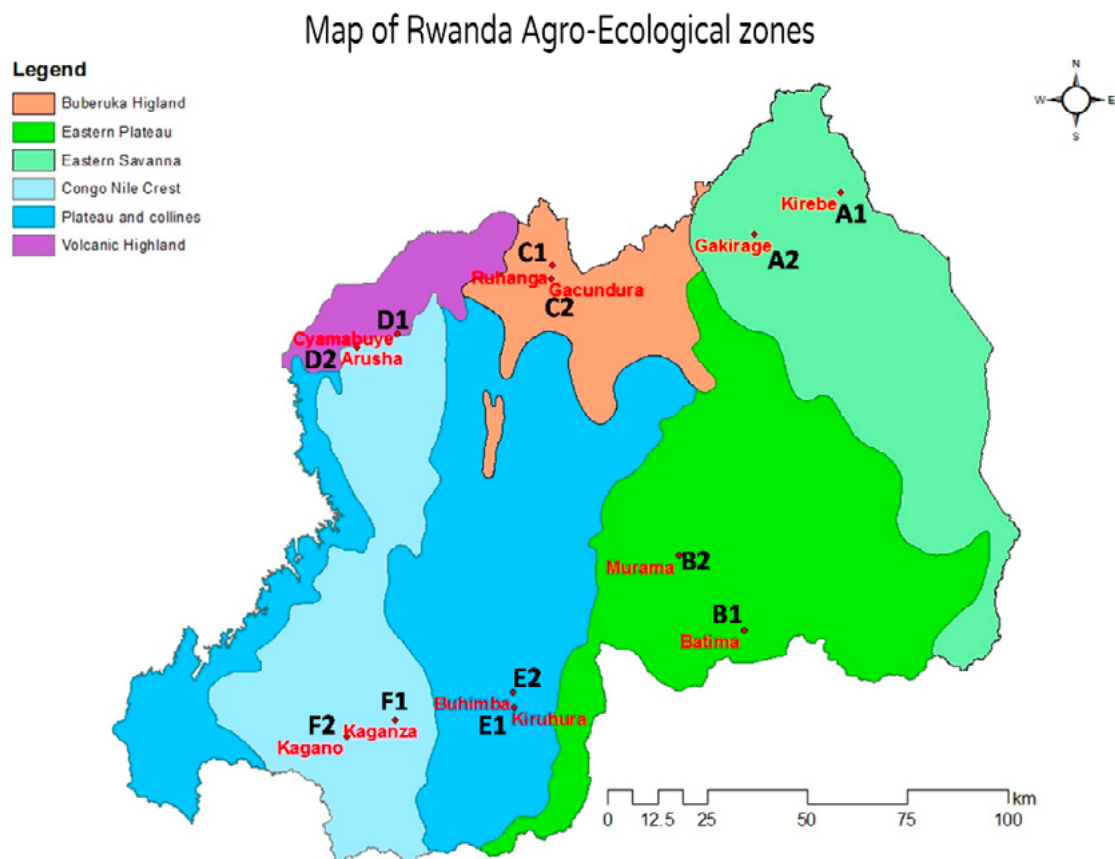 Map of Rwanda Agro-Ecological zones
Legend
Buberuka Higland
Eastern Plateau
Eastern Savanna
Congo Nile Crest
Plateau and collines
Volcanic Highland
N
W E
S
Kirebe
A1
Gakirage
A2
C1
Ruhanga
Gacundura
C2
D1
Cyamabuye
D2
Arusha
Murama
B2
B1
Batima
E2
Buhimba
Kiruhura
E1
F1
F2
Kaganza
Kagano
km
0 12.5 25 50 75 100